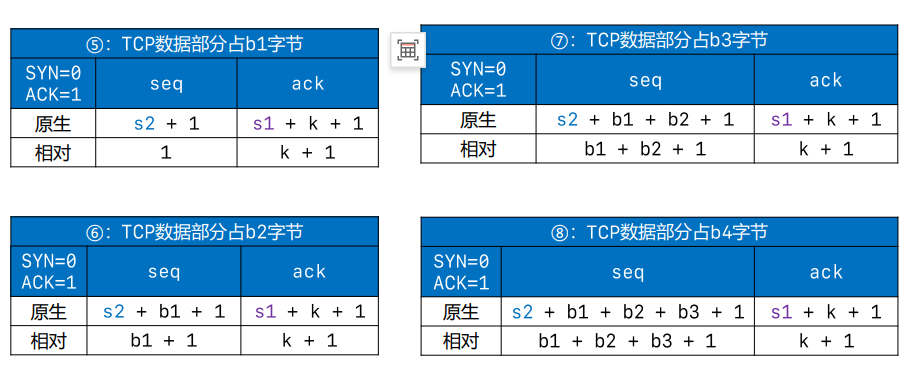 ⑤：TCP数据部分占b1字节
SYN=0
ACK=1
seq
ack
原生
s2 + 1
s1 + k + 1
相对
1
k + 1
⑦：TCP数据部分占b3字节
SYN=0
ACK=1
seq
ack
原生
s2 + b1 + b2 + 1
s1 + k + 1
相对
b1 + b2 + 1
k + 1
⑥：TCP数据部分占b2字节
SYN=0
ACK=1
seq
ack
原生
s2 + b1 + 1
s1 + k + 1
相对
b1 + 1
k + 1
⑧：TCP数据部分占b4字节
SYN=0
ACK=1
seq
ack
原生
s2 + b1 + b2 + b3 + 1
s1 + k + 1
相对
b1 + b2 + b3 + 1
k + 1